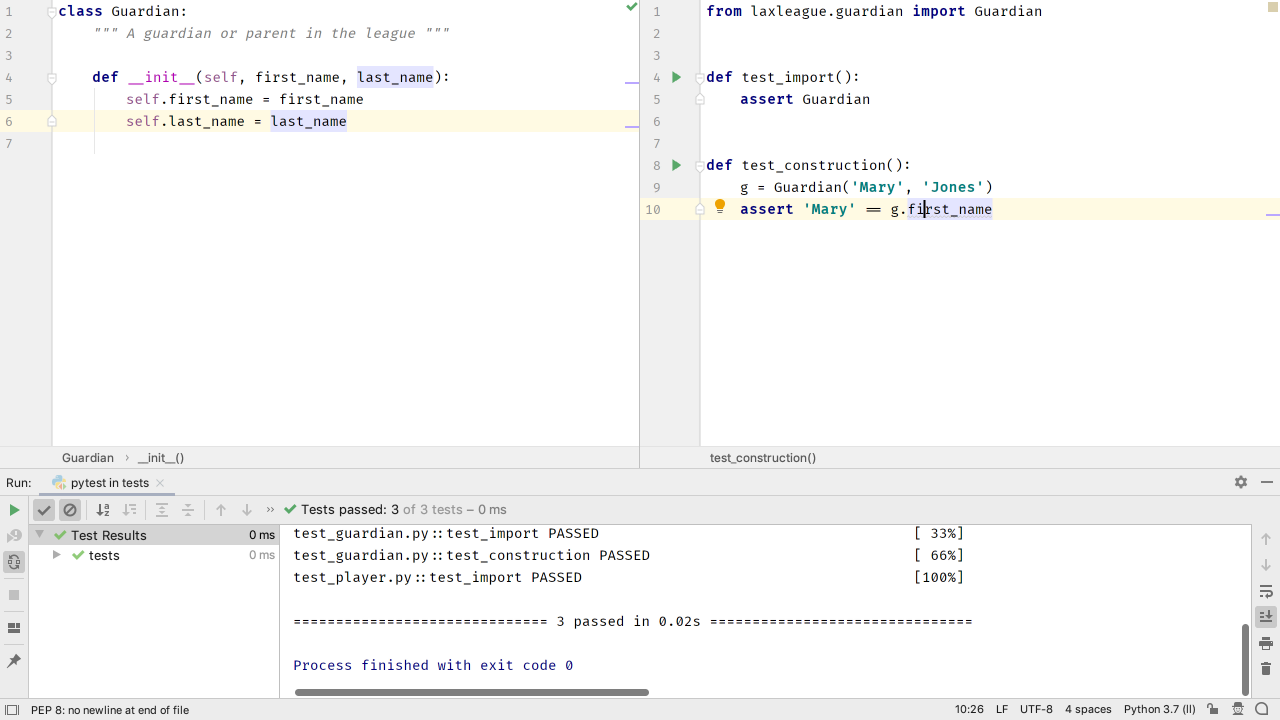 1 class Guardian:
2 """ A guardian or parent in the league """
3
4 def __init__(self, first_name, last_name):
5 self.first_name = first_name
6 self.last_name = last_name
7
Guardian › __init__()
1 from laxleague.guardian import Guardian
2
3
4 def test_import():
5 assert Guardian
6
7
8 def test_construction():
9 g = Guardian('Mary', 'Jones')
10 assert 'Mary' == g.first_name
test_construction()
Run: pytest in tests
Tests passed: 3 of 3 tests – 0 ms
Test Results 0 ms
tests 0 ms
test_guardian.py::test_import PASSED [ 33%]
test_guardian.py::test_construction PASSED [ 66%]
test_player.py::test_import PASSED [100%]
============================== 3 passed in 0.02s ===============================
Process finished with exit code 0
PEP 8: no newline at end of file 10:26 LF UTF-8 4 spaces Python 3.7 (ll)